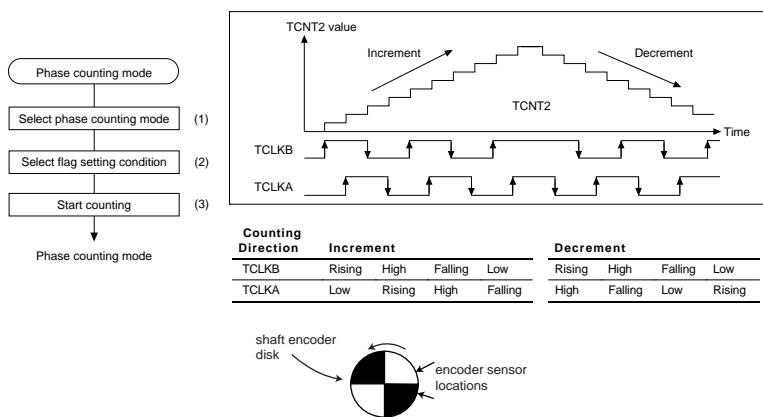 Phase counting mode
Select phase counting mode (1)
Select flag setting condition (2)
Start counting (3)
Phase counting mode
TCNT2 value
Increment
Decrement
TCNT2
Time
TCLKB
TCLKA
Counting
Direction Increment Decrement
TCLKB Rising High Falling Low Rising High Falling Low
TCLKA Low Rising High Falling High Falling Low Rising
shaft encoder
disk
encoder sensor
locations